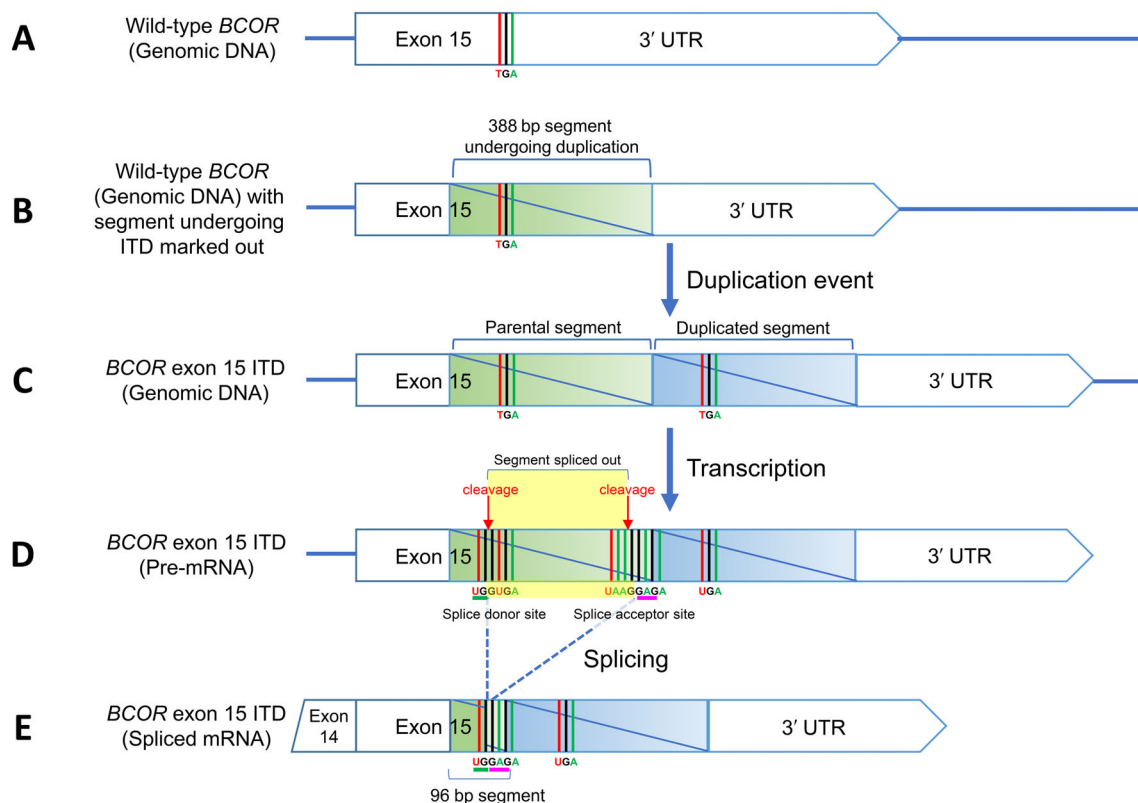 A
Wild-type BCOR
(Genomic DNA)
Exon 15
3′ UTR
TGA
388 bp segment
undergoing duplication
B
Wild-type BCOR
(Genomic DNA) with
segment undergoing
ITD marked out
Exon 15
3′ UTR
TGA
Duplication event
Parental segment
Duplicated segment
C
BCOR exon 15 ITD
(Genomic DNA)
Exon 15
3′ UTR
TGA
TGA
Segment spliced out
Transcription
cleavage
cleavage
D
BCOR exon 15 ITD
(Pre-mRNA)
Exon 15
3′ UTR
UGGUGA
UAAGGAGA
UGA
Splice donor site
Splice acceptor site
Splicing
E
BCOR exon 15 ITD
(Spliced mRNA)
Exon
14
Exon 15
3′ UTR
UGGAGA
UGA
96 bp segment